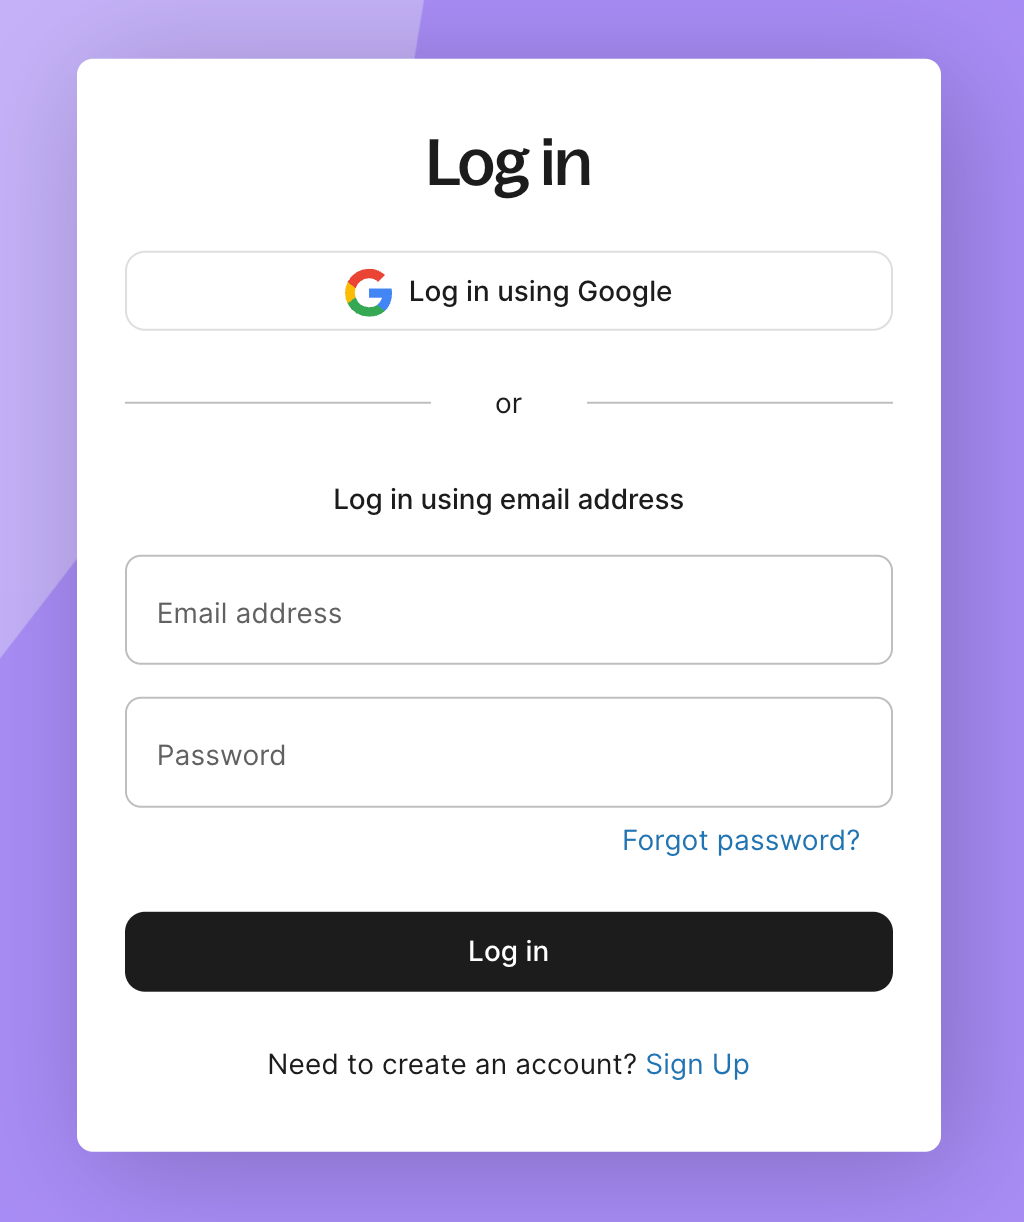 Log in
Log in using Google
or
Log in using email address
Email address
Password
Forgot password?
Log in
Need to create an account? Sign Up